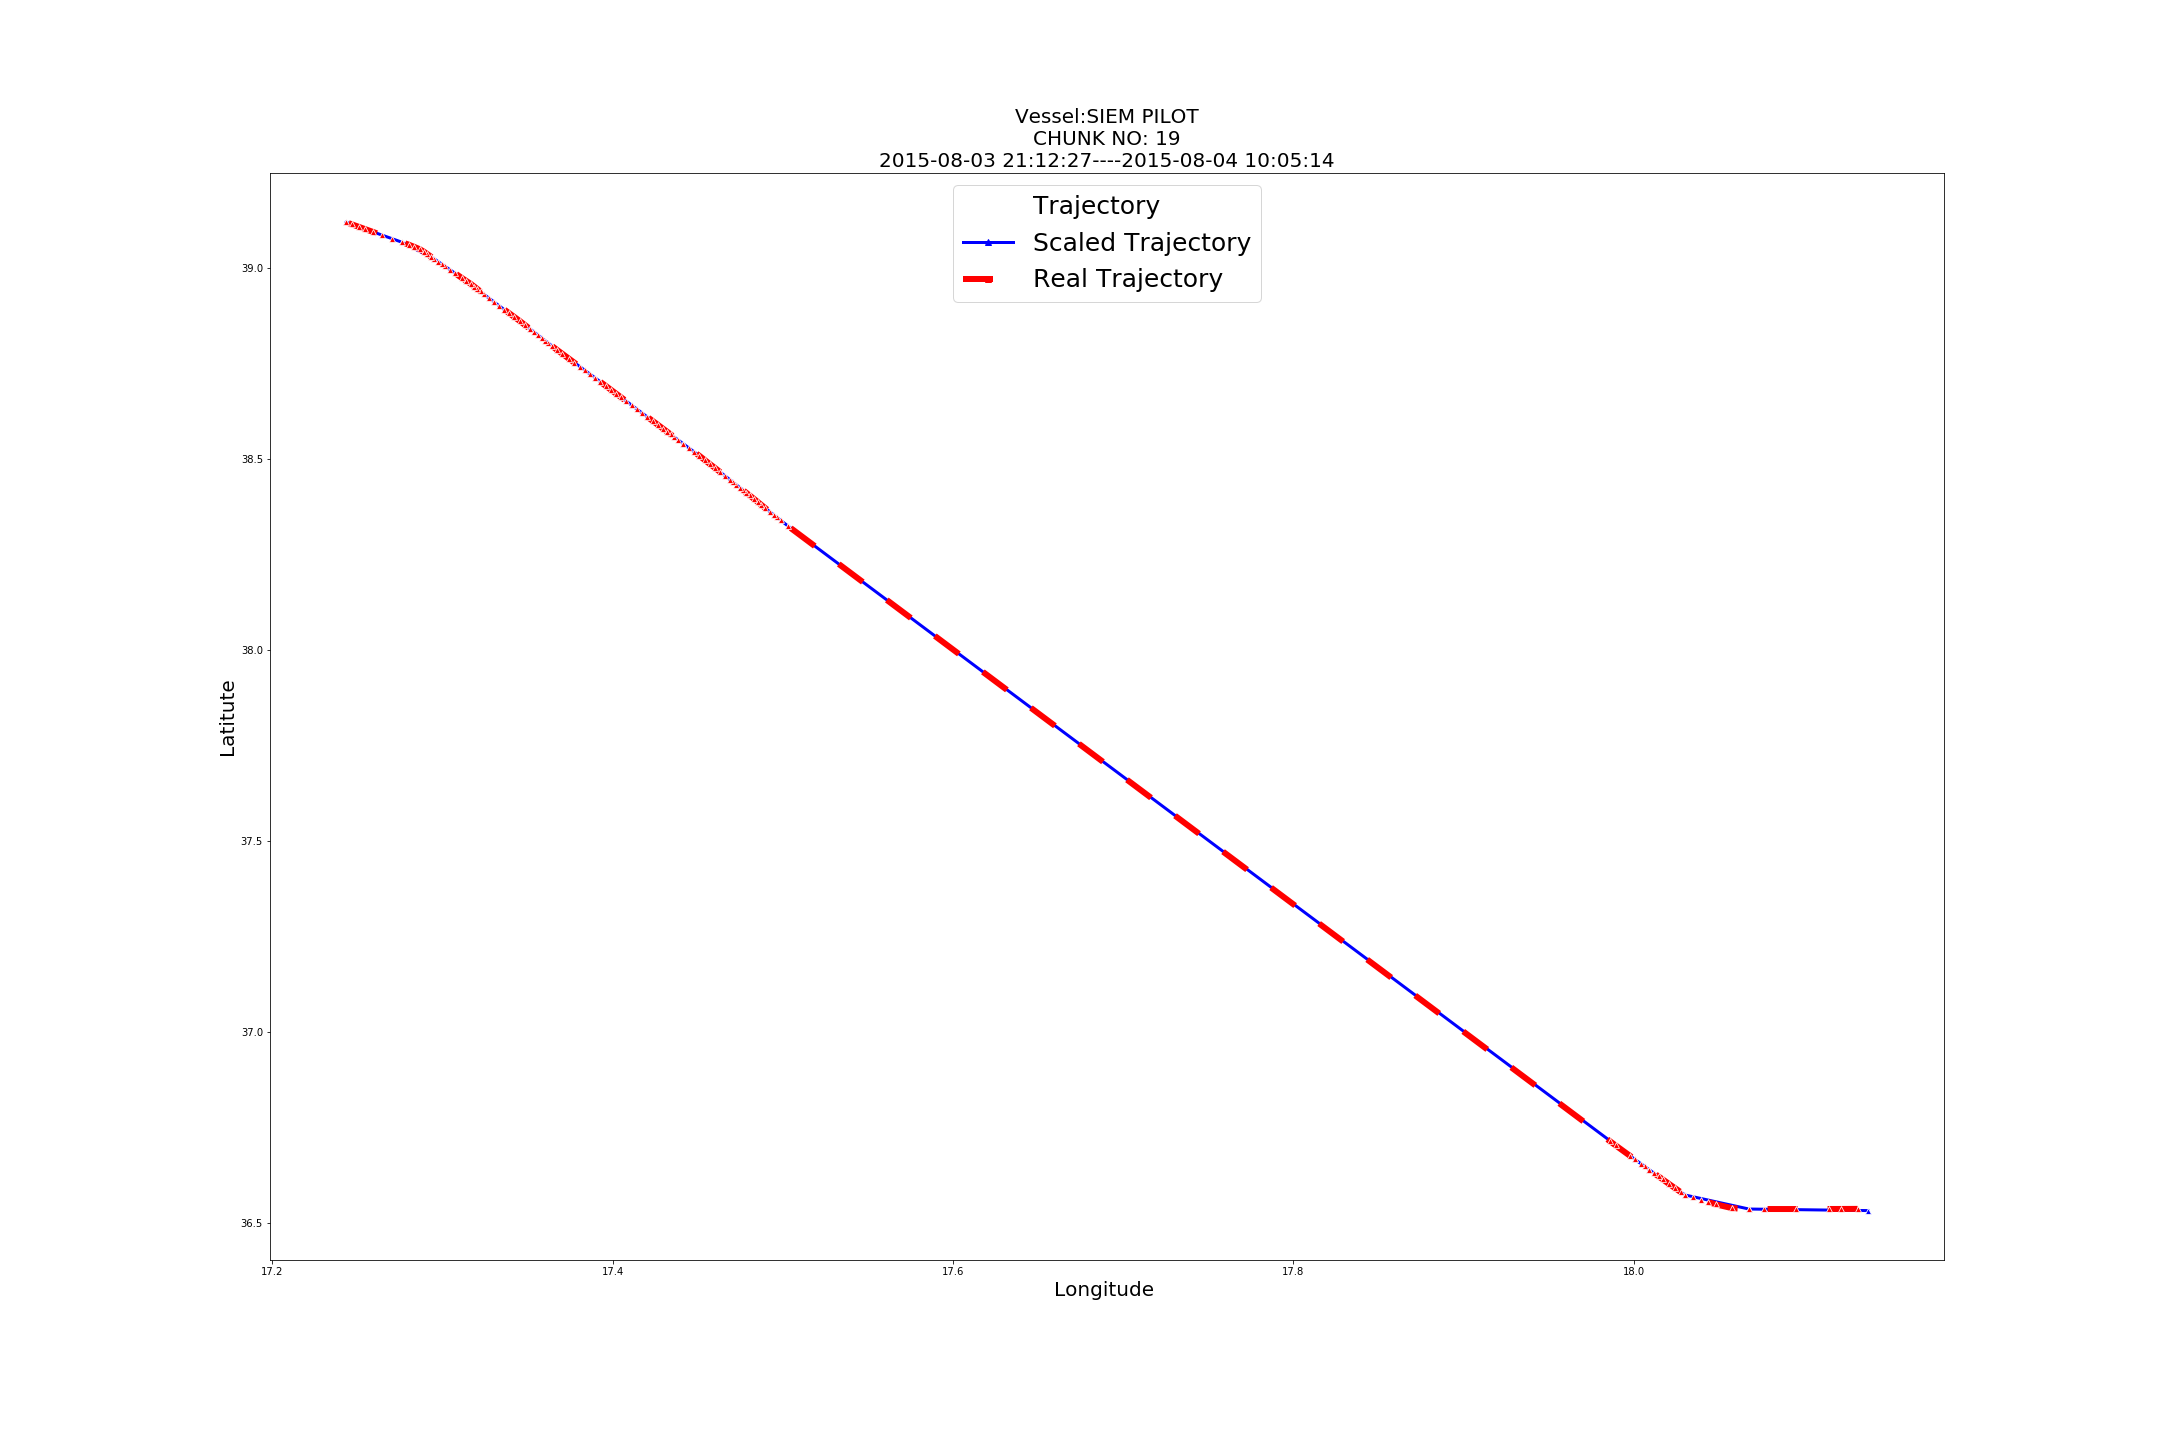 Vessel:SIEM PILOT
CHUNK NO: 19
2015-08-03 21:12:27----2015-08-04 10:05:14
Trajectory
Scaled Trajectory
Real Trajectory
39.0
38.5
38.0
37.5
37.0
36.5
Latitute
17.2
17.4
17.6
17.8
18.0
Longitude